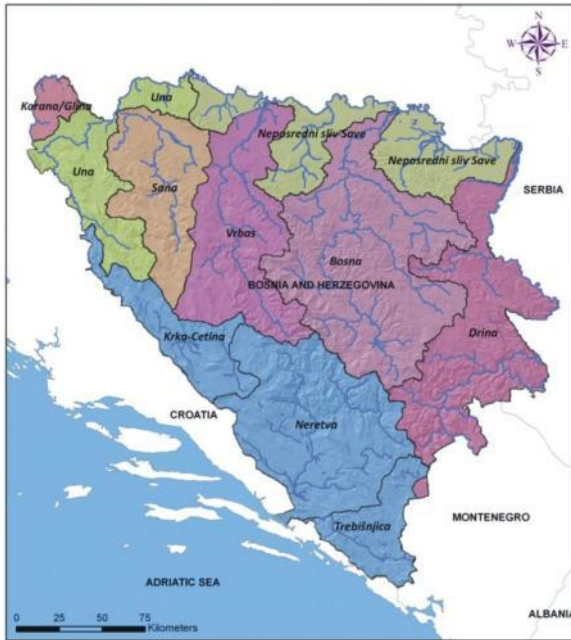 N
W E
S
Korana/Glina
Una
Neposredni sliv Save
Neposredni sliv Save
Una
Sana
SERBIA
Vrbas
Bosna
BOSNIA AND HERZEGOVINA
Krka-Cetina
Drina
CROATIA
Neretva
MONTENEGRO
Trebišnjica
ADRIATIC SEA
ALBANIA
0 25 50 75
Kilometers